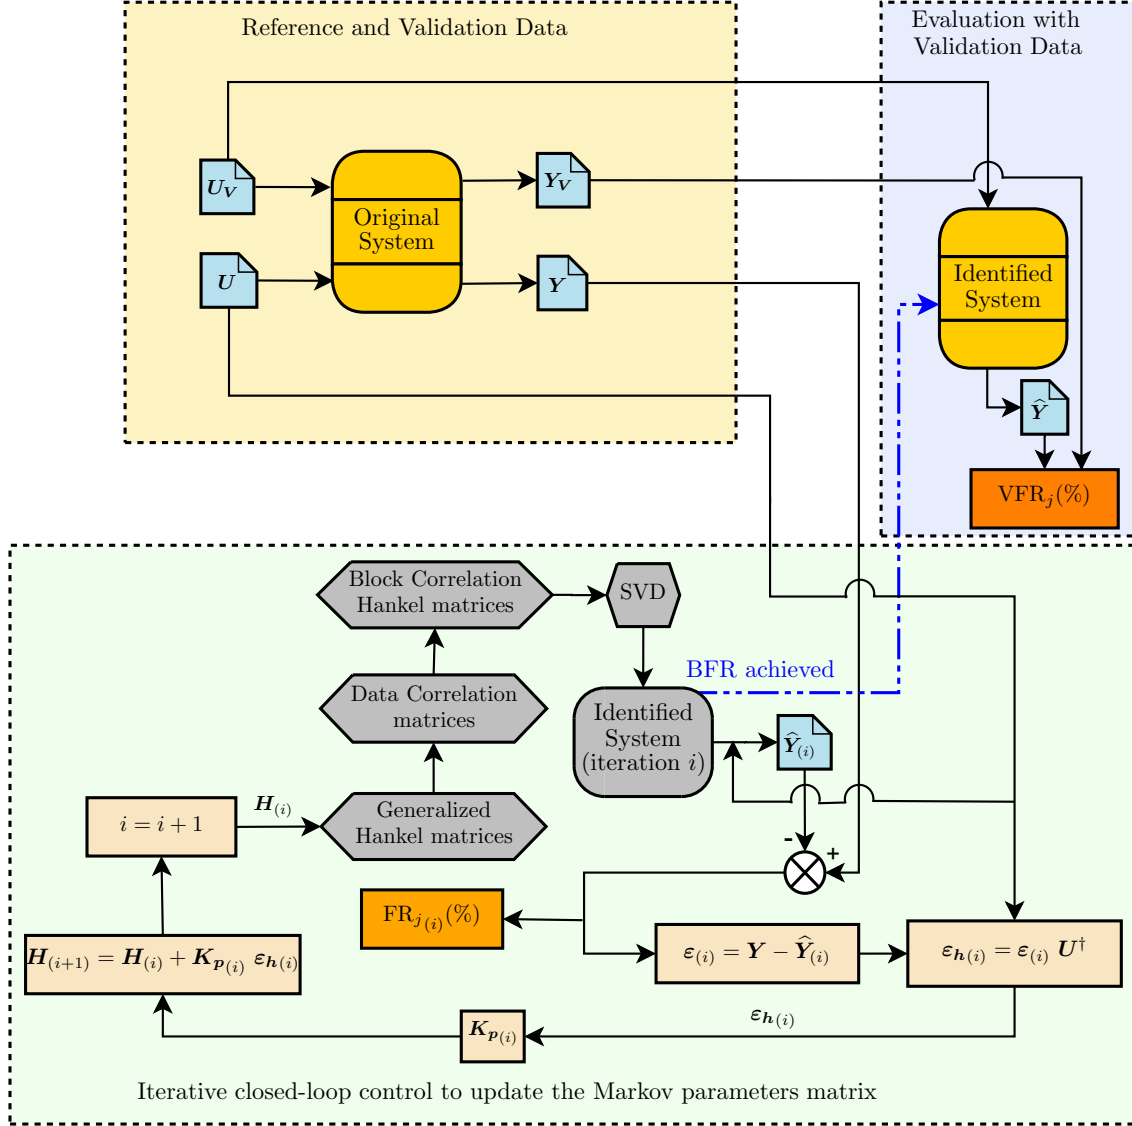 Reference and Validation Data
Evaluation with
Validation Data
U_V
Original
System
Y_V
U
Y
Identified
System
Ŷ
VFR_j(%)
Block Correlation
Hankel matrices
SVD
BFR achieved
Data Correlation
matrices
Identified
System
(iteration i)
Ŷ_(i)
H_(i)
i = i + 1
Generalized
Hankel matrices
-
+
FR_j(i)(%)
H_(i+1) = H_(i) + K_p(i) ε_h(i)
ε_(i) = Y − Ŷ_(i)
ε_h(i) = ε_(i) U†
K_p(i)
ε_h(i)
Iterative closed-loop control to update the Markov parameters matrix